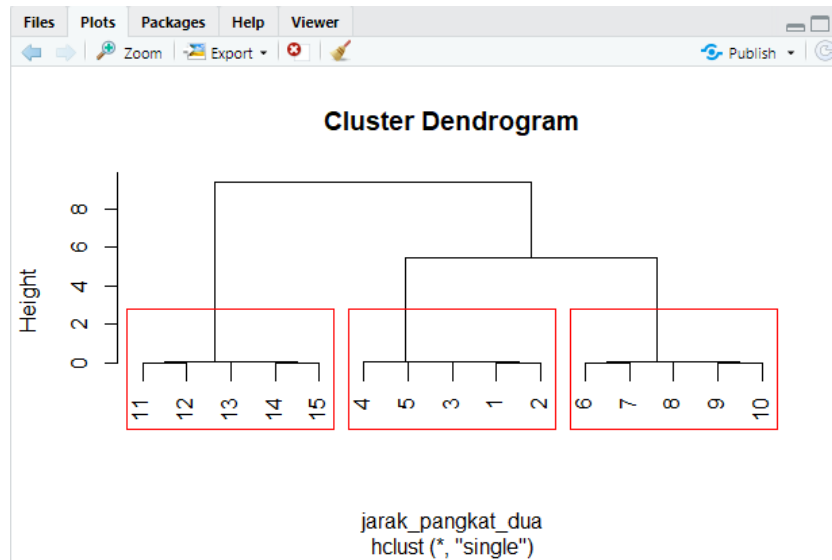 Files Plots Packages Help Viewer
Zoom Export Publish
Cluster Dendrogram
Height
8
6
4
2
0
11 12 13 14 15 4 5 3 1 2 6 7 8 9 10
jarak_pangkat_dua
hclust (*, "single")